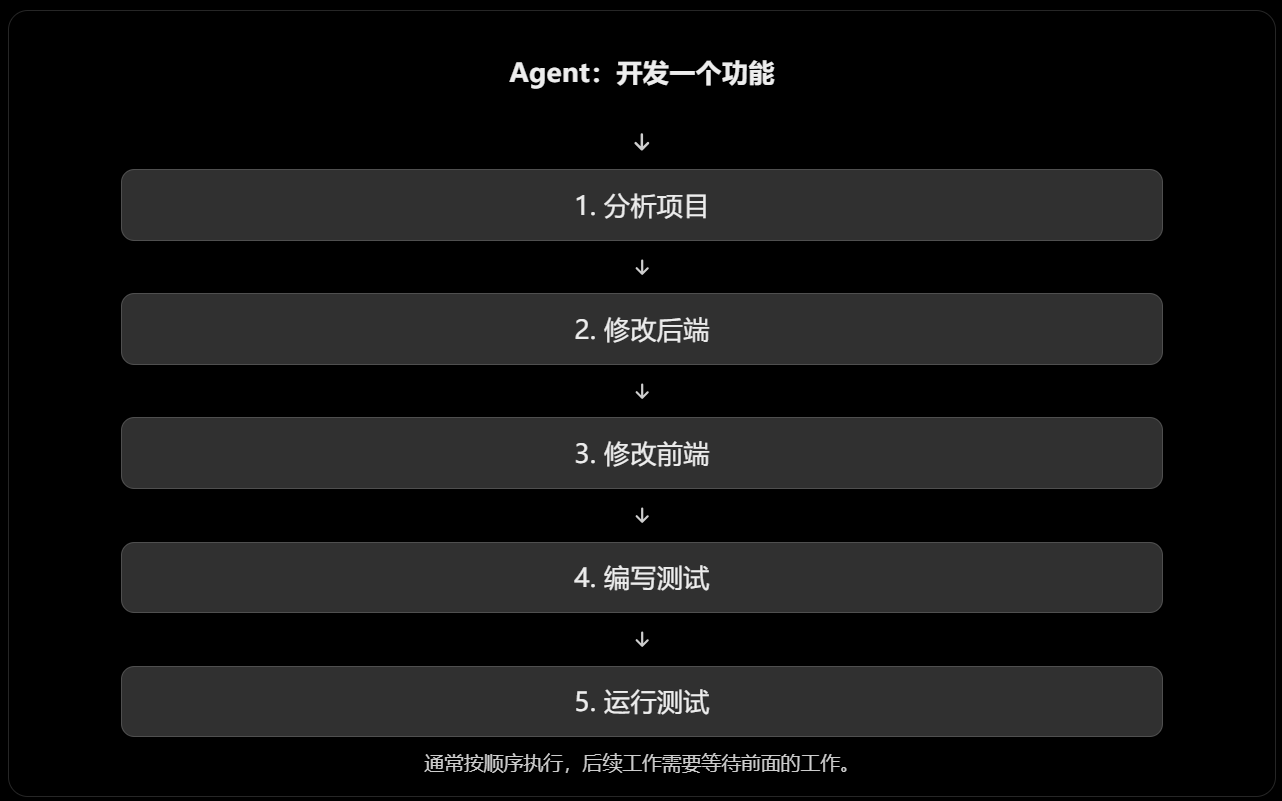 Agent：开发一个功能
↓
1. 分析项目
↓
2. 修改后端
↓
3. 修改前端
↓
4. 编写测试
↓
5. 运行测试
通常按顺序执行，后续工作需要等待前面的工作。